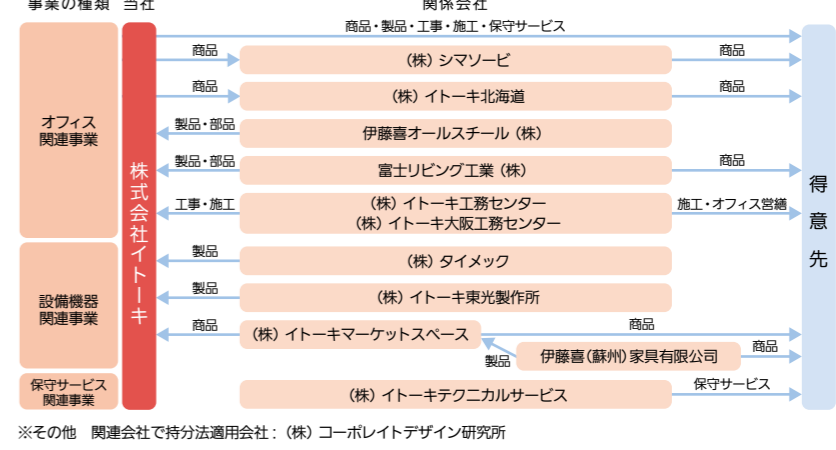 事業の種類 当社 関係会社
商品・製品・工事・施工・保守サービス
オフィス
関連事業
商品
(株) シマソービ
商品
商品
(株) イトーキ北海道
商品
製品・部品
伊藤喜オールスチール (株)
製品・部品
富士リビング工業 (株)
商品
工事・施工
(株) イトーキ工務センター
(株) イトーキ大阪工務センター
施工・オフィス営繕
株式会社イトーキ
得意先
設備機器
関連事業
製品
(株) タイメック
製品
(株) イトーキ東光製作所
商品
(株) イトーキマーケットスペース
商品
製品
伊藤喜(蘇州)家具有限公司
商品
保守サービス
関連事業
(株) イトーキテクニカルサービス
保守サービス
※その他 関連会社で持分法適用会社 : (株) コーポレイトデザイン研究所